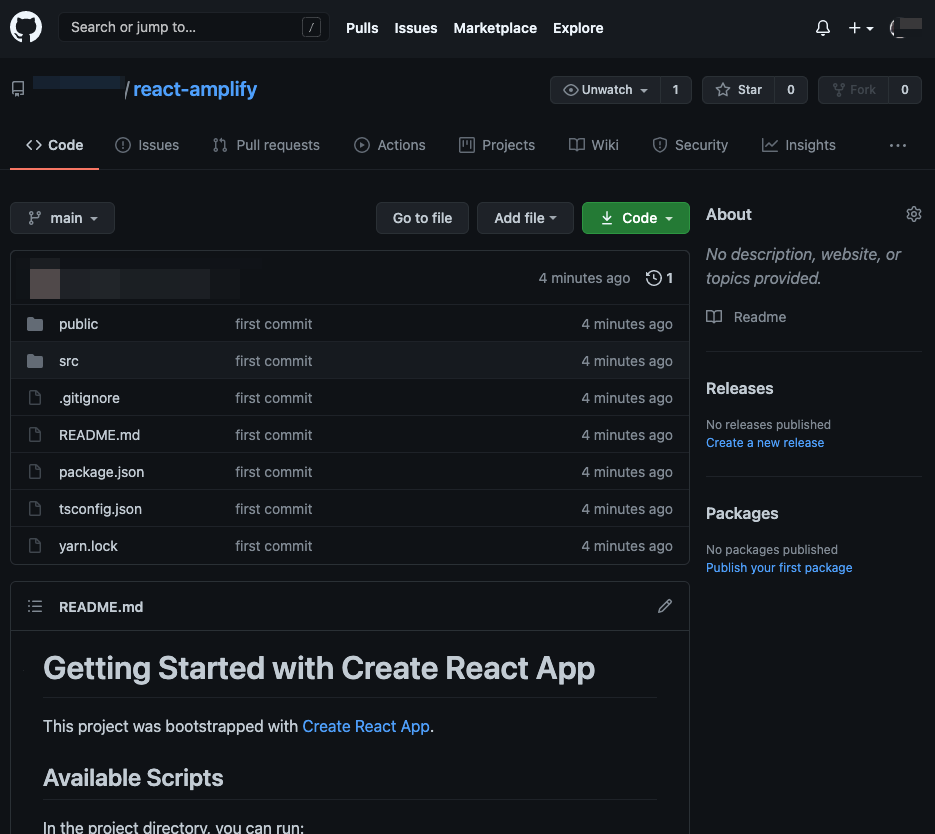 Search or jump to... /
Pulls Issues Marketplace Explore
/ react-amplify
Unwatch 1 Star 0 Fork 0
Code Issues Pull requests Actions Projects Wiki Security Insights ...
main Go to file Add file Code
4 minutes ago 1
public first commit 4 minutes ago
src first commit 4 minutes ago
.gitignore first commit 4 minutes ago
README.md first commit 4 minutes ago
package.json first commit 4 minutes ago
tsconfig.json first commit 4 minutes ago
yarn.lock first commit 4 minutes ago
README.md
Getting Started with Create React App
This project was bootstrapped with Create React App.
Available Scripts
In the project directory, you can run:
About
No description, website, or
topics provided.
Readme
Releases
No releases published
Create a new release
Packages
No packages published
Publish your first package